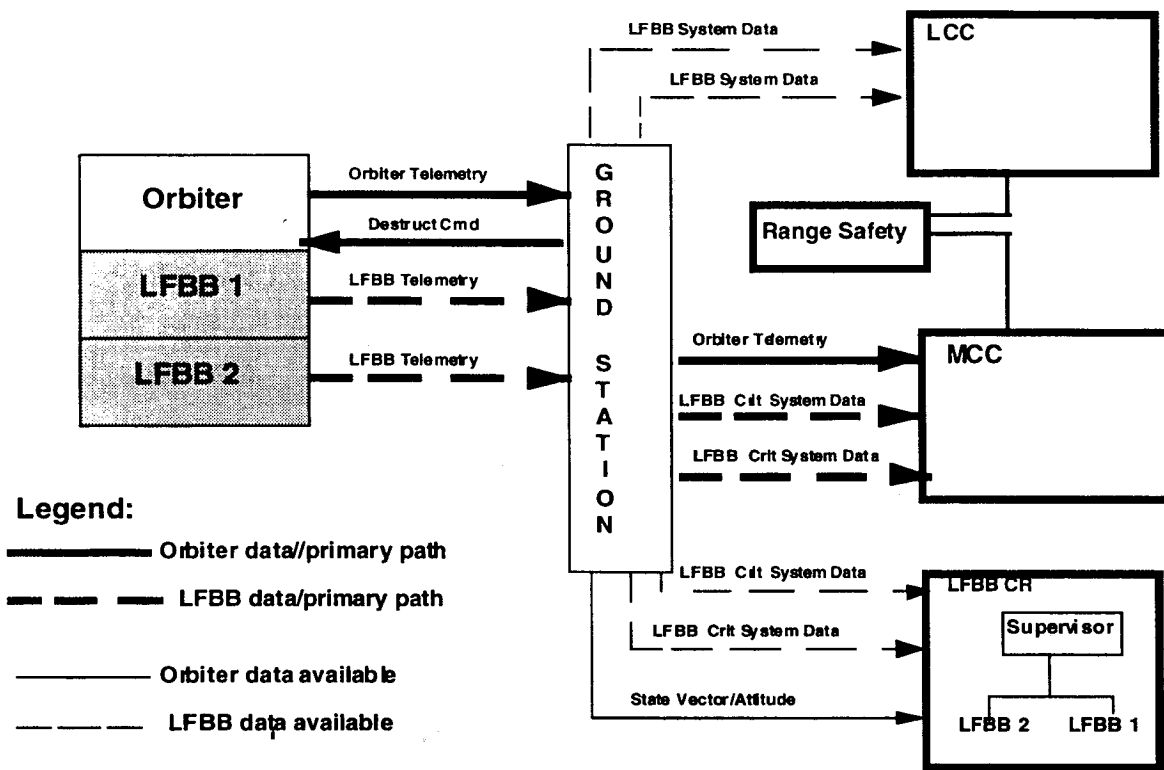 LFBB System Data
LCC
LFBB System Data
Orbiter
Orbiter Telemetry
Destruct Cmd
LFBB 1
LFBB Telemetry
LFBB 2
LFBB Telemetry
GROUND STATION
Range Safety
Orbiter Telemetry
MCC
LFBB Crit System Data
LFBB Crit System Data
Legend:
Orbiter data//primary path
LFBB data/primary path
Orbiter data available
LFBB data available
LFBB Crit System Data
LFBB CR
LFBB Crit System Data
Supervisor
State Vector/Attitude
LFBB 2
LFBB 1